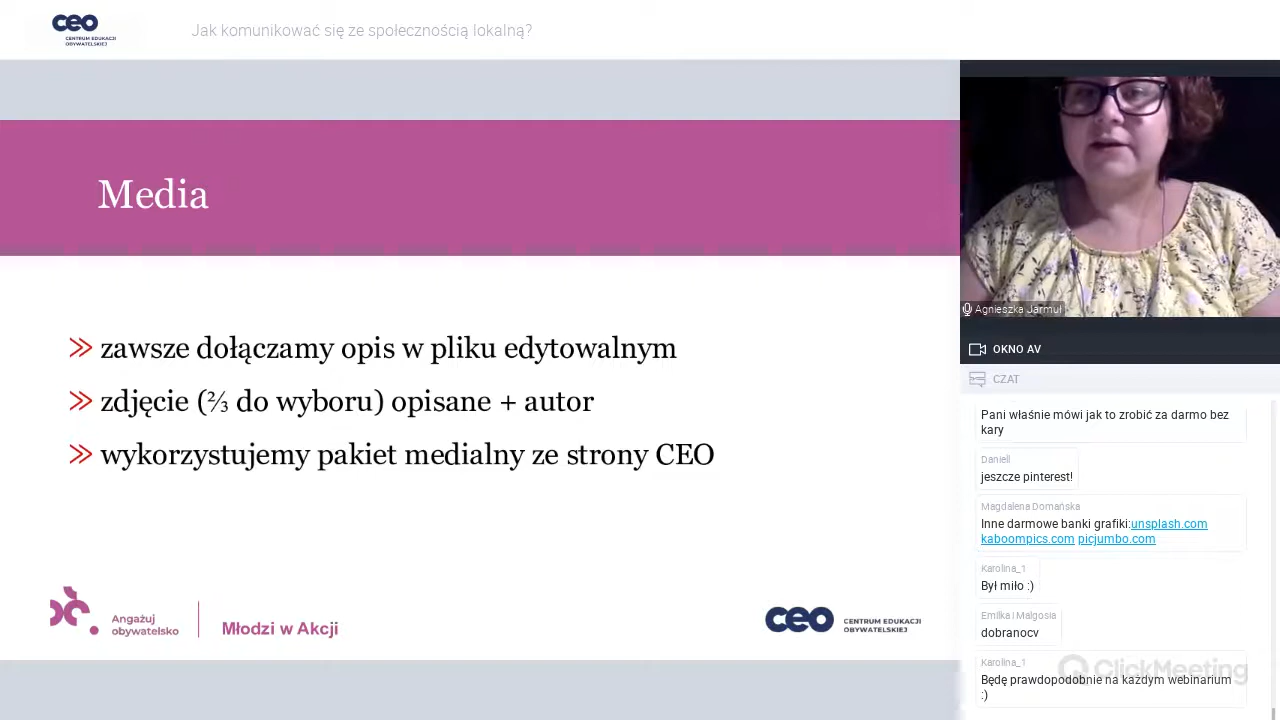 ceo
CENTRUM EDUKACJI
OBYWATELSKIEJ
Jak komunikować się ze społecznością lokalną?
Media
zawsze dołączamy opis w pliku edytowalnym
zdjęcie (⅔ do wyboru) opisane + autor
wykorzystujemy pakiet medialny ze strony CEO
Angażuj
obywatelsko
Młodzi w Akcji
ceo
CENTRUM EDUKACJI
OBYWATELSKIEJ
Agnieszka Jarmuł
OKNO AV
CZAT
Pani właśnie mówi jak to zrobić za darmo bez
kary
Daniell
jeszcze pinterest!
Magdalena Domańska
Inne darmowe banki grafiki:unsplash.com
kaboompics.com picjumbo.com
Karolina_1
Był miło :)
Emilka i Malgosia
dobranocv
Karolina_1
Będę prawdopodobnie na każdym webinarium
:)
ClickMeeting